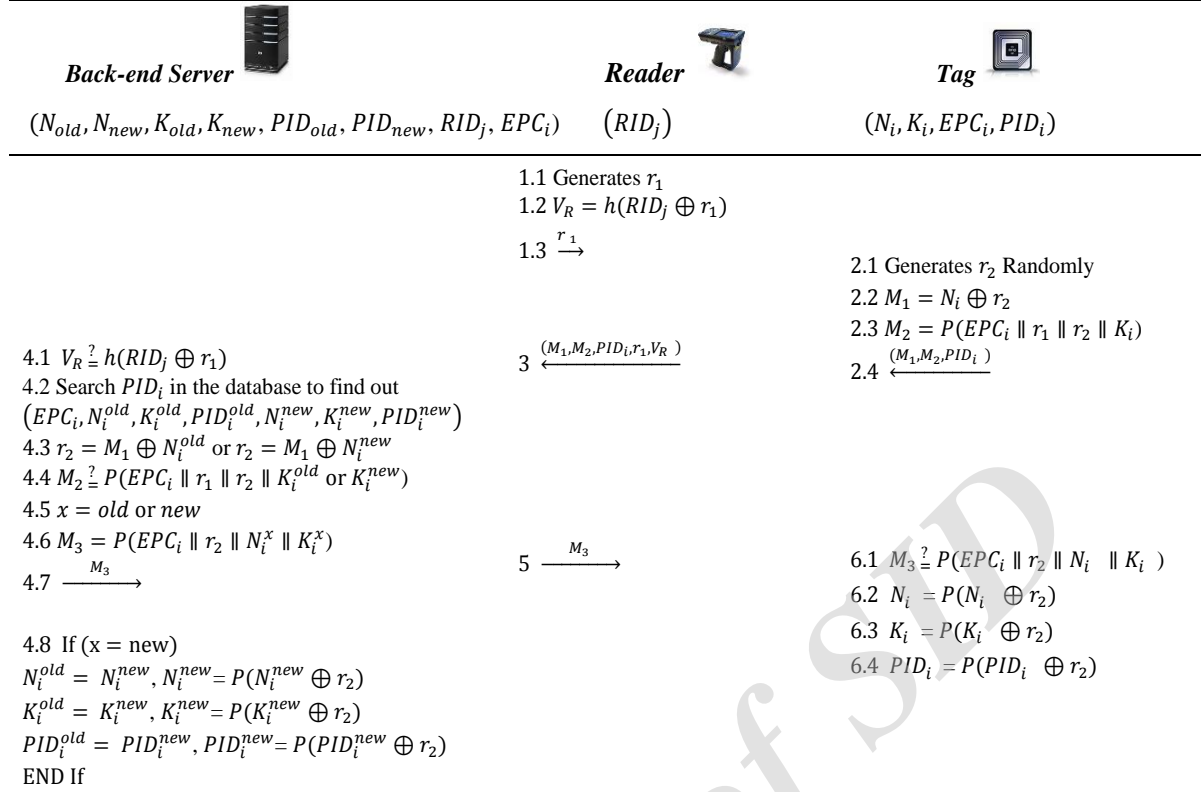 Back-end Server Reader Tag
(N_old, N_new, K_old, K_new, PID_old, PID_new, RID_j, EPC_i) (RID_j) (N_i, K_i, EPC_i, PID_i)
1.1 Generates r_1
1.2 V_R = h(RID_j ⊕ r_1)
1.3 —r_1→
2.1 Generates r_2 Randomly
2.2 M_1 = N_i ⊕ r_2
2.3 M_2 = P(EPC_i ∥ r_1 ∥ r_2 ∥ K_i)
2.4 ←(M_1,M_2,PID_i )—
3 ←(M_1,M_2,PID_i,r_1,V_R )—
4.1 V_R ≟ h(RID_j ⊕ r_1)
4.2 Search PID_i in the database to find out
(EPC_i, N_i^old, K_i^old, PID_i^old, N_i^new, K_i^new, PID_i^new)
4.3 r_2 = M_1 ⊕ N_i^old or r_2 = M_1 ⊕ N_i^new
4.4 M_2 ≟ P(EPC_i ∥ r_1 ∥ r_2 ∥ K_i^old or K_i^new)
4.5 x = old or new
4.6 M_3 = P(EPC_i ∥ r_2 ∥ N_i^x ∥ K_i^x)
4.7 —M_3→
5 —M_3→
6.1 M_3 ≟ P(EPC_i ∥ r_2 ∥ N_i ∥ K_i )
6.2 N_i = P(N_i ⊕ r_2)
6.3 K_i = P(K_i ⊕ r_2)
6.4 PID_i = P(PID_i ⊕ r_2)
4.8 If (x = new)
N_i^old = N_i^new, N_i^new = P(N_i^new ⊕ r_2)
K_i^old = K_i^new, K_i^new = P(K_i^new ⊕ r_2)
PID_i^old = PID_i^new, PID_i^new = P(PID_i^new ⊕ r_2)
END If
of SID